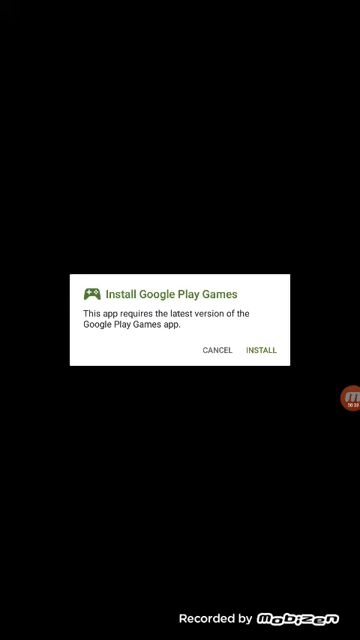 Install Google Play Games
This app requires the latest version of the
Google Play Games app.
CANCEL INSTALL
Recorded by Mobizen